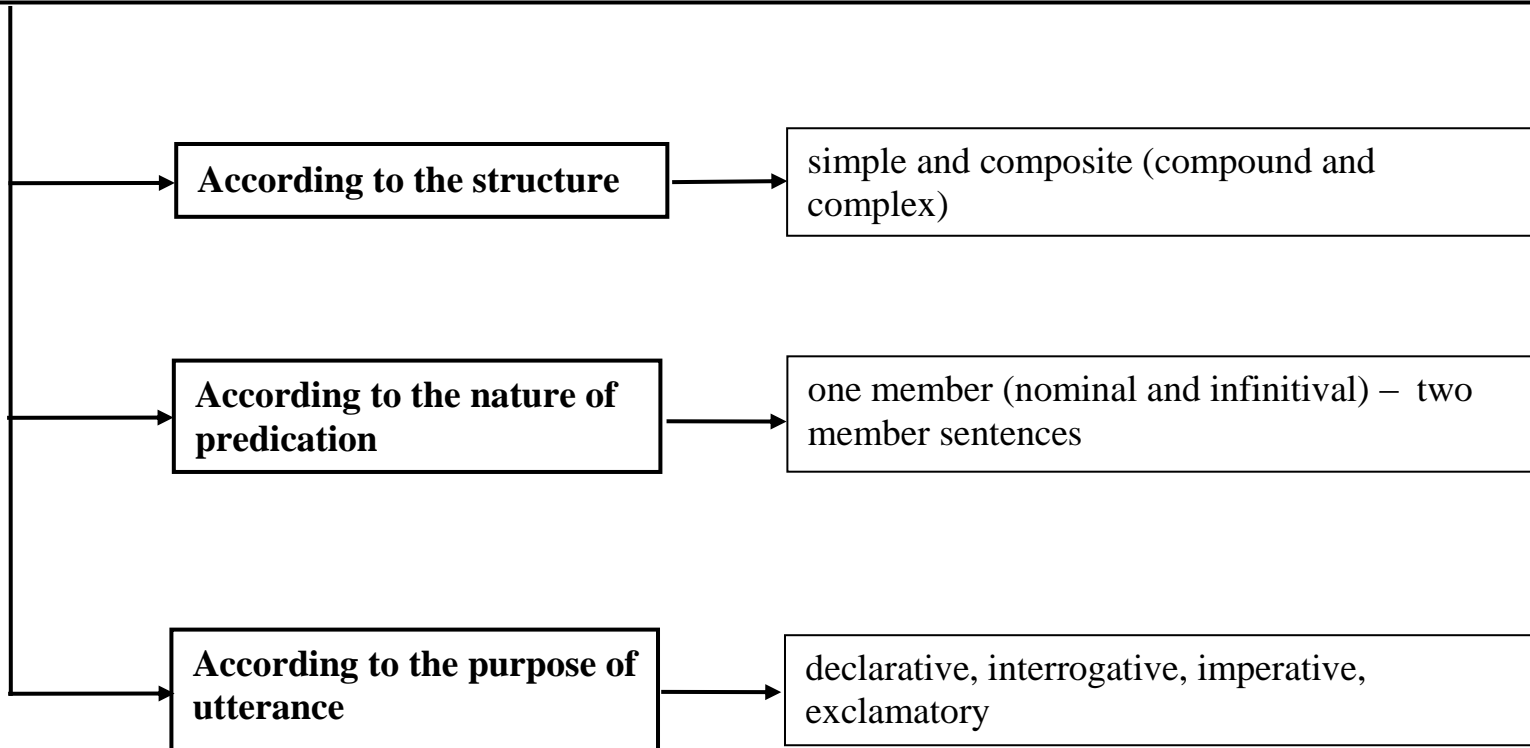 According to the structure
simple and composite (compound and
complex)
According to the nature of
predication
one member (nominal and infinitival) – two
member sentences
According to the purpose of
utterance
declarative, interrogative, imperative,
exclamatory